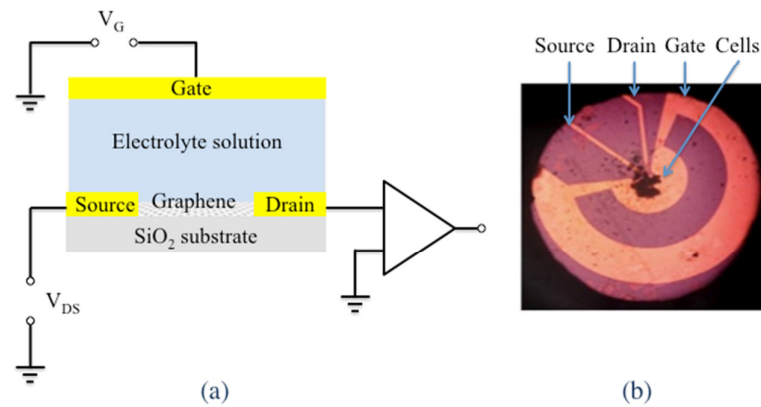 V_G
Gate
Electrolyte solution
Source
Graphene
Drain
SiO₂ substrate
V_DS
(a)
Source Drain Gate Cells
(b)